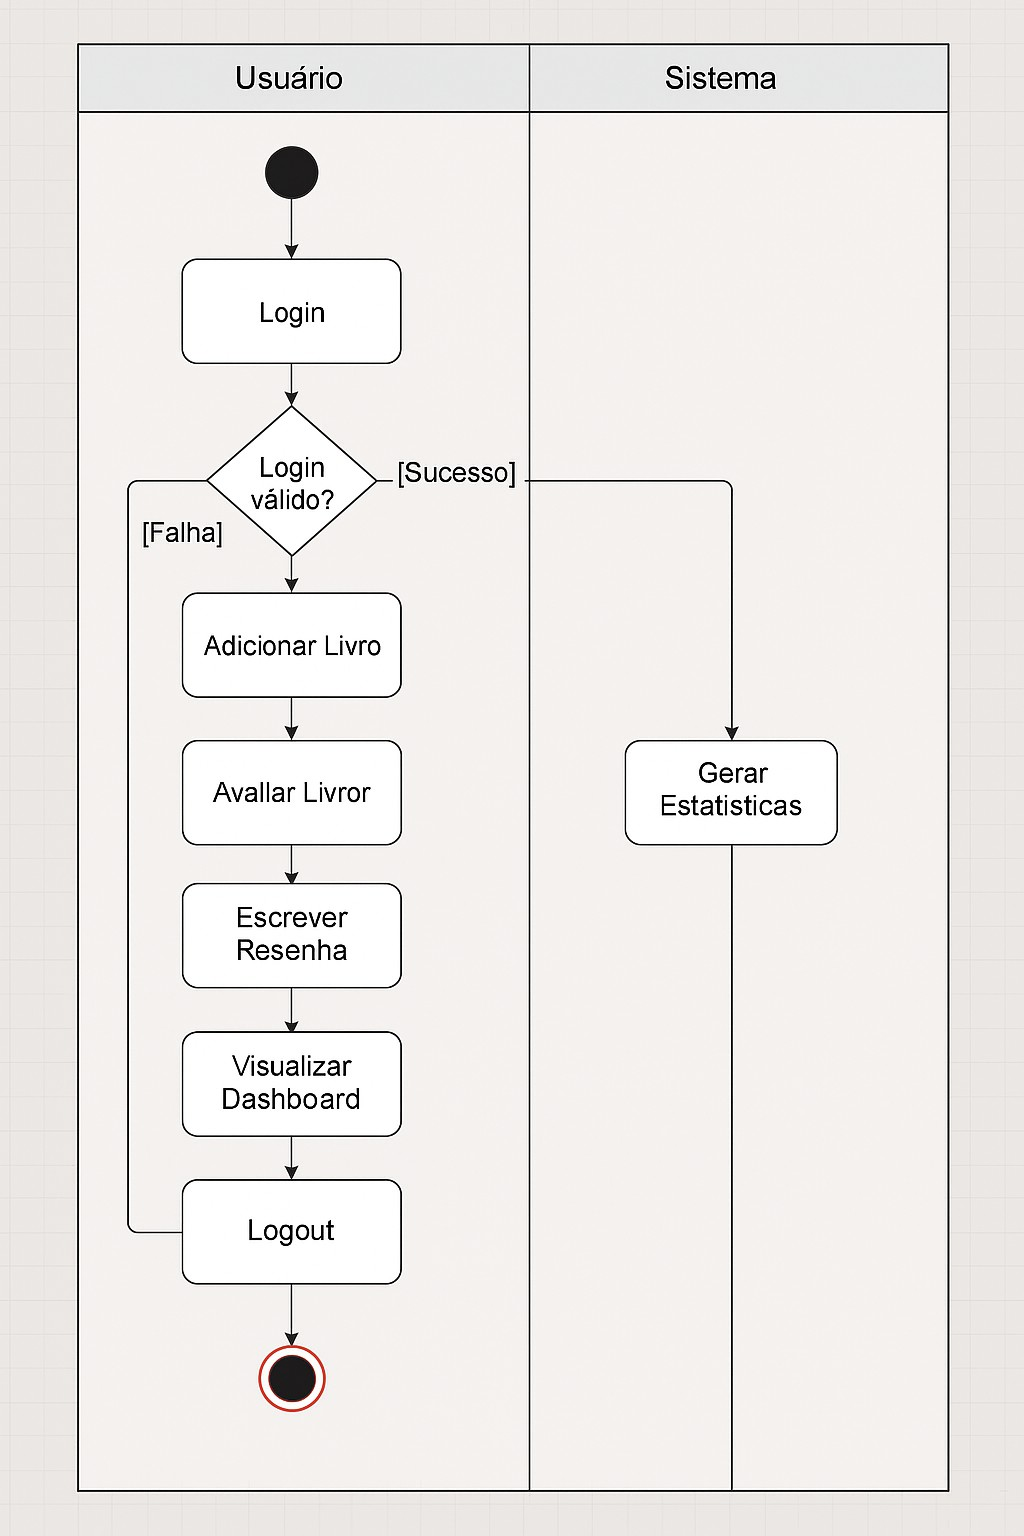 Usuário
Sistema
Login
Login
válido?
[Sucesso]
[Falha]
Adicionar Livro
Avallar Livror
Gerar
Estatisticas
Escrever
Resenha
Visualizar
Dashboard
Logout